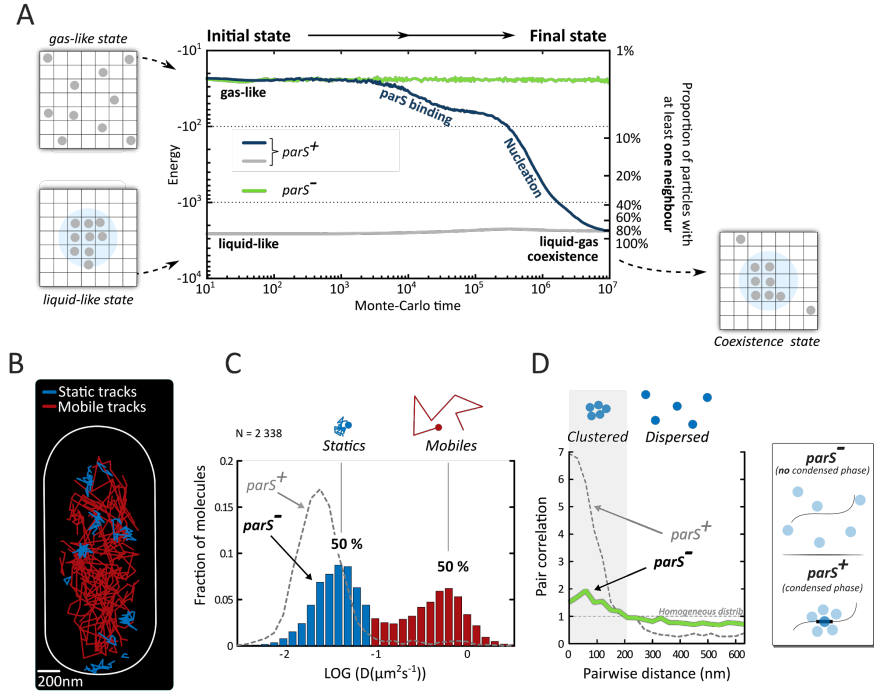 A
gas-like state
liquid-like state
Initial state
Final state
-10¹
-10²
-10³
-10⁴
Energy
gas-like
parS binding
Nucleation
parS⁺
parS⁻
liquid-like
liquid-gas
coexistence
10¹
10²
10³
10⁴
10⁵
10⁶
10⁷
Monte-Carlo time
1%
10%
20%
40%
60%
80%
100%
Proportion of particles with
at least one neighbour
Coexistence state
B
Static tracks
Mobile tracks
200nm
C
N = 2 338
Statics
Mobiles
0.2
0.15
0.1
0.05
0
Fraction of molecules
parS⁺
parS⁻
50 %
50 %
-2
-1
0
LOG (D(µm²s⁻¹))
D
Clustered
Dispersed
7
6
5
4
3
2
1
0
Pair correlation
parS⁺
parS⁻
Homogeneous distrib
0
100
200
300
400
500
600
Pairwise distance (nm)
parS⁻
(no condensed phase)
parS⁺
(condensed phase)